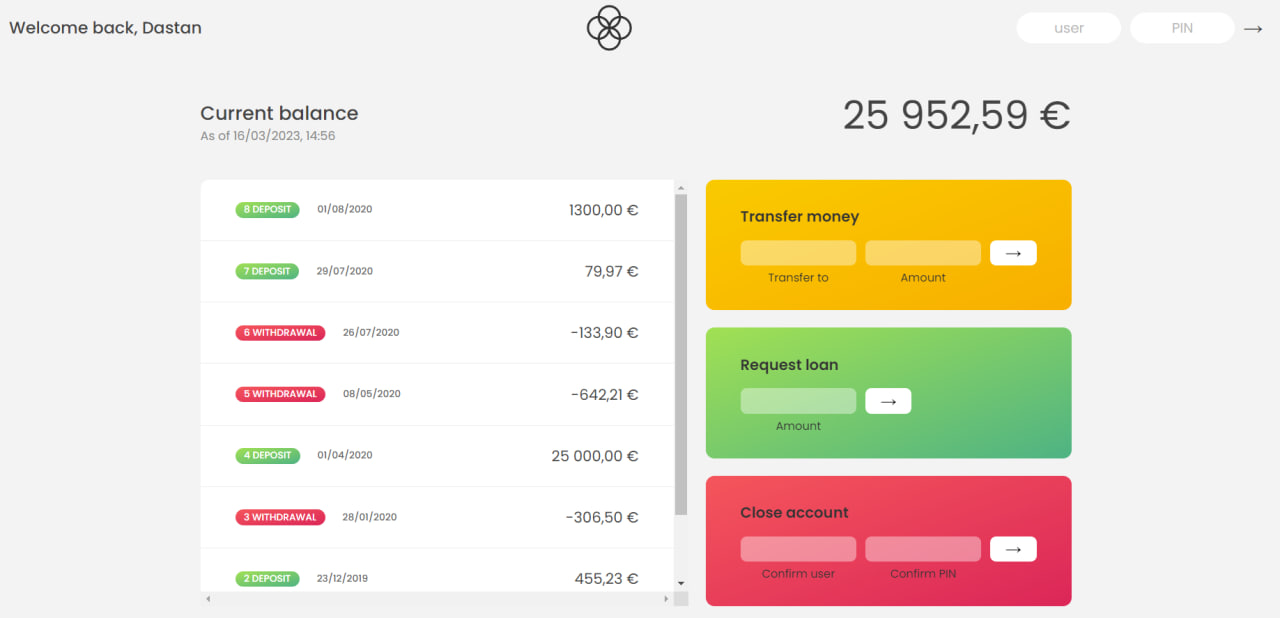 Welcome back, Dastan
user
PIN
→
Current balance
As of 16/03/2023, 14:56
25 952,59 €
8 DEPOSIT 01/08/2020 1300,00 €
7 DEPOSIT 29/07/2020 79,97 €
6 WITHDRAWAL 26/07/2020 -133,90 €
5 WITHDRAWAL 08/05/2020 -642,21 €
4 DEPOSIT 01/04/2020 25 000,00 €
3 WITHDRAWAL 28/01/2020 -306,50 €
2 DEPOSIT 23/12/2019 455,23 €
Transfer money
→
Transfer to Amount
Request loan
→
Amount
Close account
→
Confirm user Confirm PIN